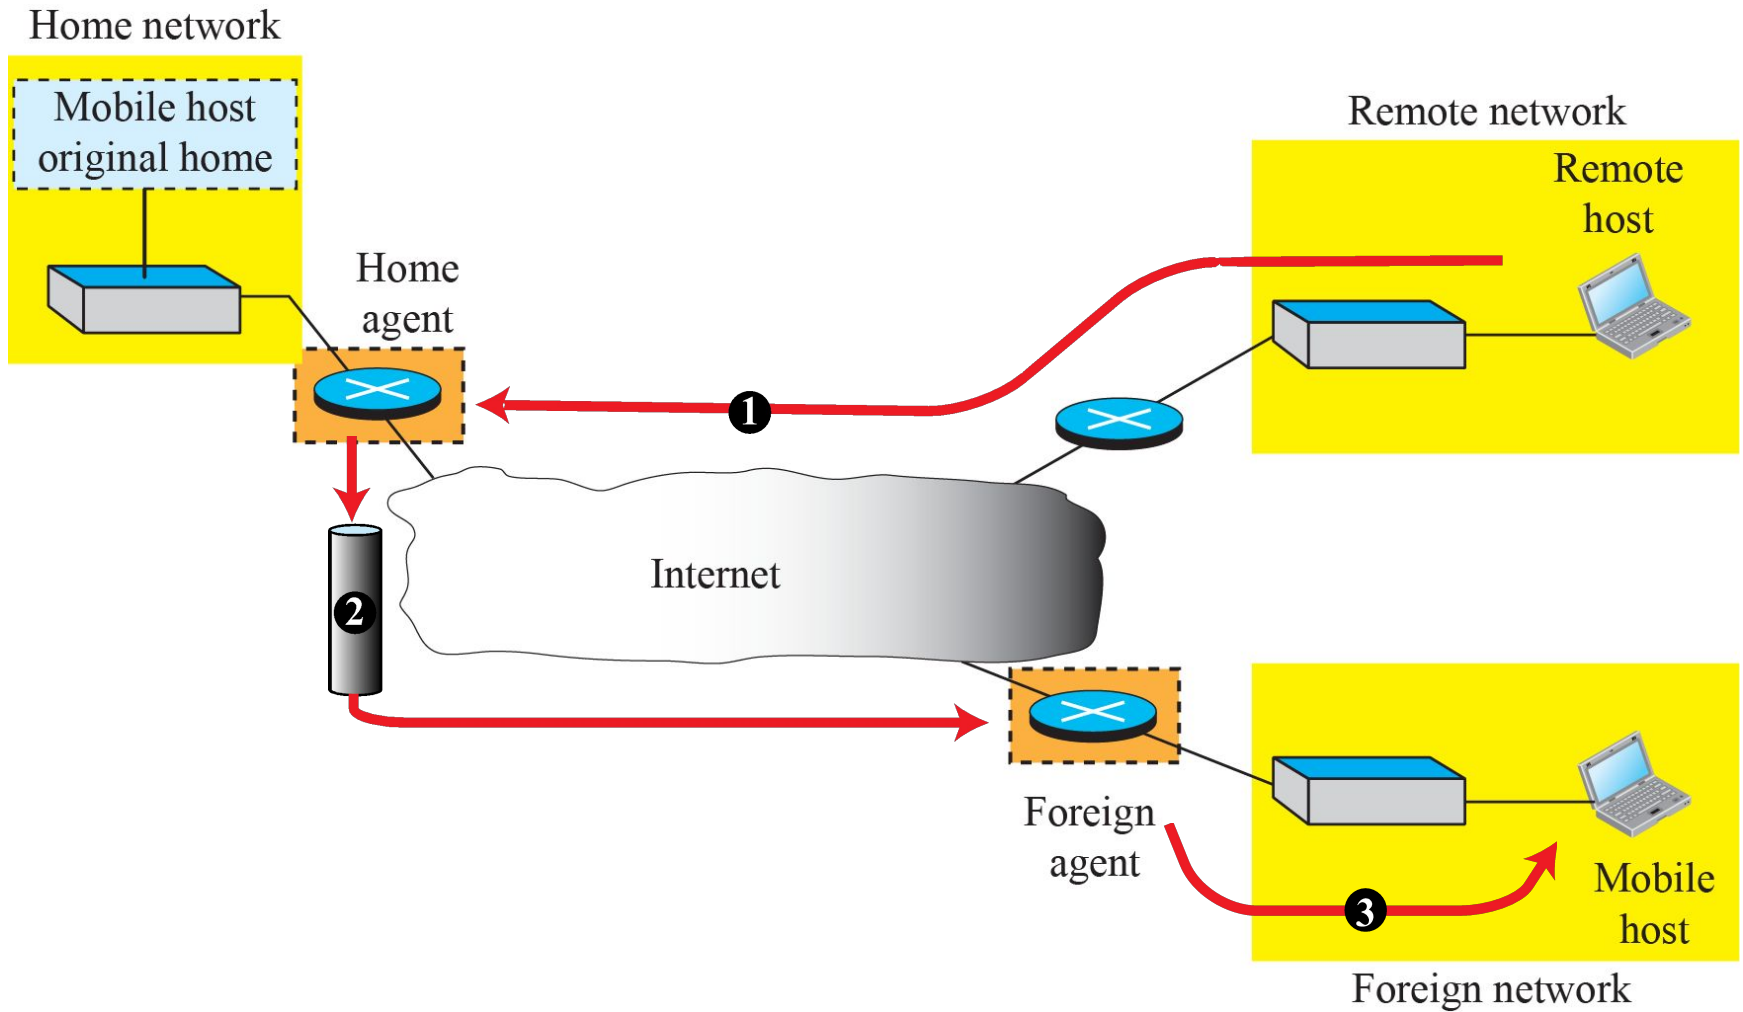 Home network
Mobile host
original home
Home
agent
Remote network
Remote
host
1
2
Internet
Foreign
agent
3
Mobile
host
Foreign network